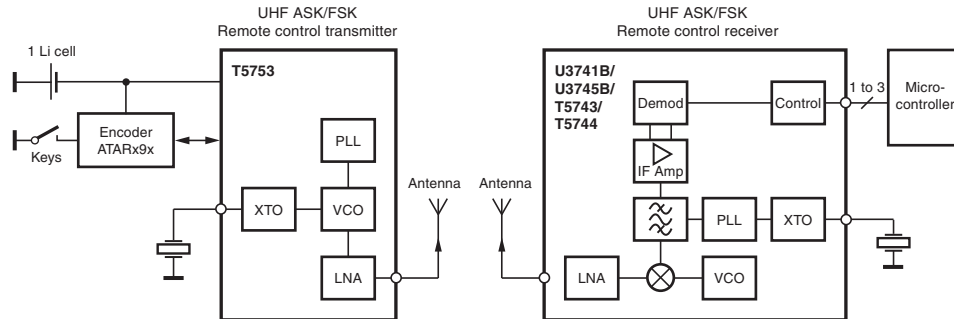 UHF ASK/FSK
Remote control transmitter
1 Li cell
T5753
Encoder
ATARx9x
Keys
PLL
XTO
VCO
LNA
Antenna
UHF ASK/FSK
Remote control receiver
Antenna
U3741B/
U3745B/
T5743/
T5744
Demod
Control
1 to 3
Micro-
controller
IF Amp
PLL
XTO
LNA
VCO